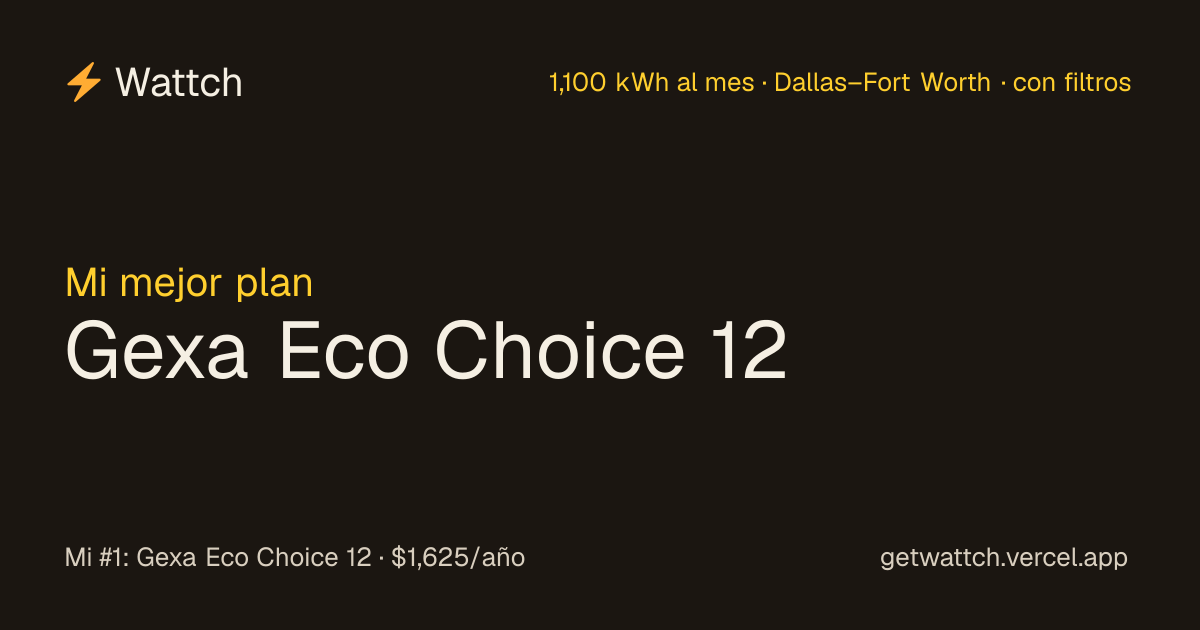 ⚡ Wattch
1,100 kWh al mes · Dallas–Fort Worth · con filtros
Mi mejor plan
Gexa Eco Choice 12
Mi #1: Gexa Eco Choice 12 · $1,625/año
getwattch.vercel.app